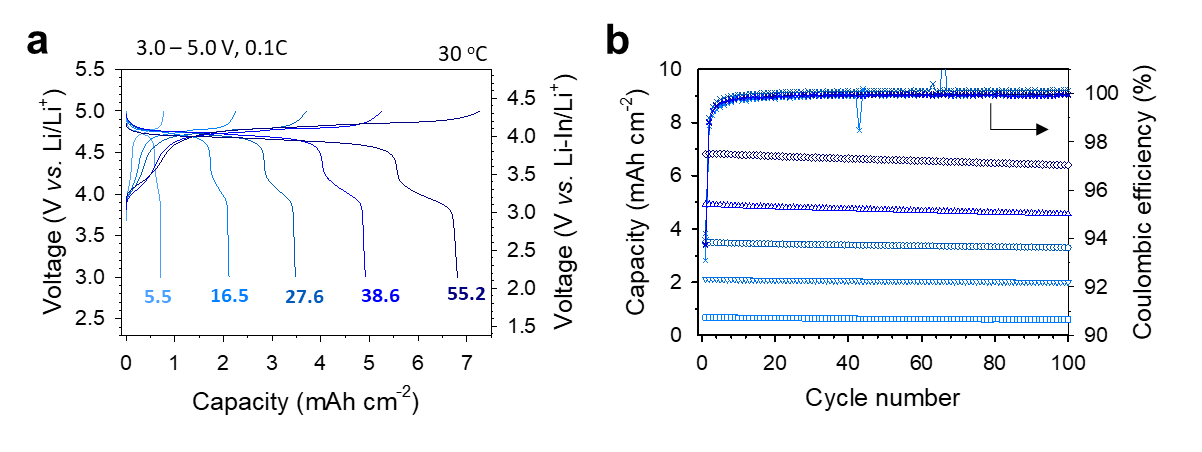 a
3.0 – 5.0 V, 0.1C
30 °C
5.5
5.0
4.5
4.0
3.5
3.0
2.5
Voltage (V vs. Li/Li+)
4.5
4.0
3.5
3.0
2.5
2.0
1.5
Voltage (V vs. Li-In/Li+)
5.5 16.5 27.6 38.6 55.2
0 1 2 3 4 5 6 7
Capacity (mAh cm-2)
b
10
8
6
4
2
0
Capacity (mAh cm-2)
100
98
96
94
92
90
Coulombic efficiency (%)
0 20 40 60 80 100
Cycle number